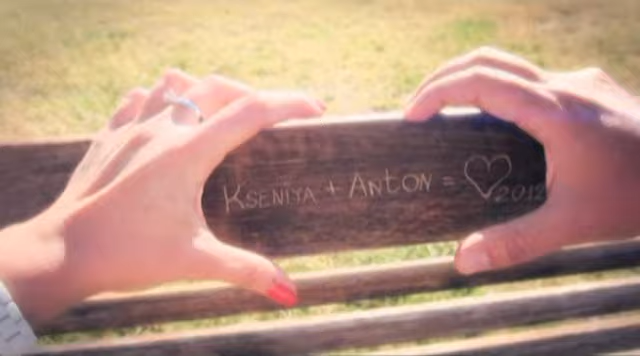 Kseniya + Anton = ♡ 2012